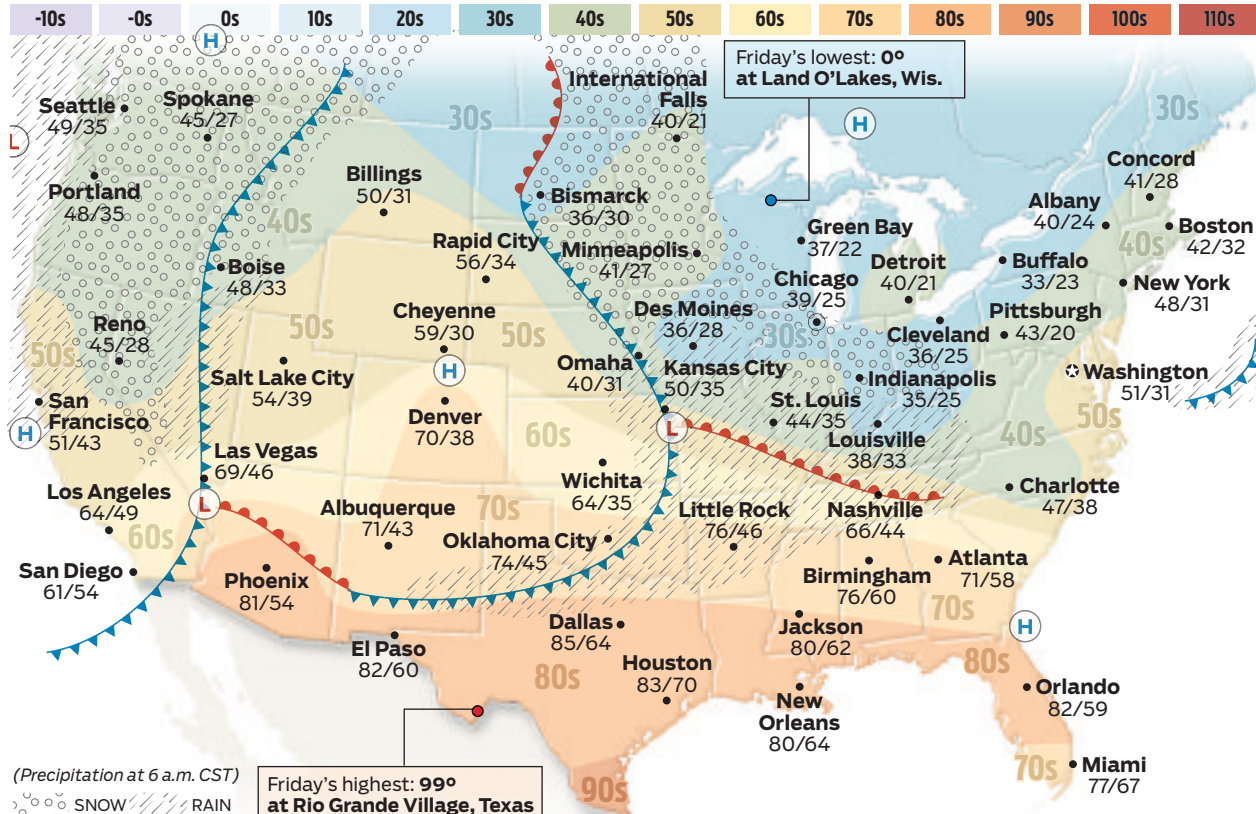 -10s -0s 0s 10s 20s 30s 40s 50s 60s 70s 80s 90s 100s 110s
H
Friday's lowest: 0°
at Land O'Lakes, Wis.
International
Falls
40/21
Seattle
49/35
Spokane
45/27
30s
H
30s
L
Portland
48/35
Billings
50/31
Bismarck
36/30
Concord
41/28
Albany
40/24
40s
Boston
42/32
40s
Rapid City
56/34
Minneapolis
41/27
Green Bay
37/22
Detroit
40/21
Buffalo
33/23
Boise
48/33
Chicago
39/25
New York
48/31
Reno
45/28
50s
50s
Cheyenne
59/30
50s
Des Moines
36/28
30s
Cleveland
36/25
Pittsburgh
43/20
Salt Lake City
54/39
H
Omaha
40/31
Kansas City
50/35
Indianapolis
35/25
Washington
51/31
San
Francisco
51/43
H
Denver
70/38
60s
L
St. Louis
44/35
Louisville
38/33
40s
50s
Las Vegas
69/46
Wichita
64/35
Los Angeles
64/49
60s
L
Albuquerque
71/43
70s
Oklahoma City
74/45
Little Rock
76/46
Nashville
66/44
Charlotte
47/38
San Diego
61/54
Phoenix
81/54
Birmingham
76/60
Atlanta
71/58
70s
El Paso
82/60
Dallas
85/64
Jackson
80/62
H
80s
Houston
83/70
80s
New
Orleans
80/64
Orlando
82/59
70s
Miami
77/67
(Precipitation at 6 a.m. CST)
SNOW RAIN
Friday's highest: 99°
at Rio Grande Village, Texas
90s